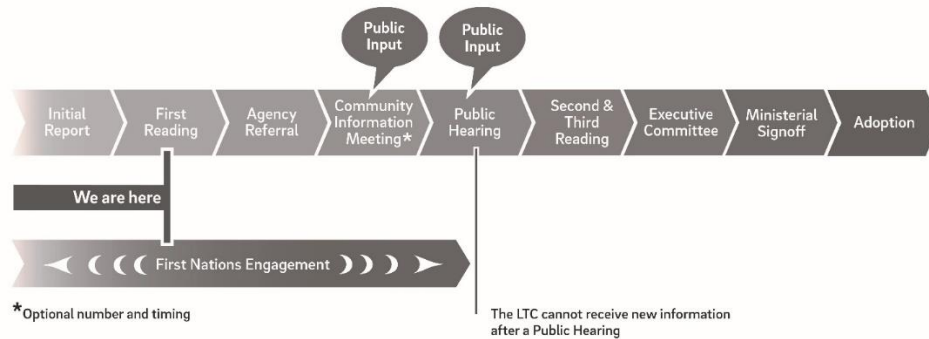 Public
Input
Public
Input
Initial
Report
First
Reading
Agency
Referral
Community
Information
Meeting*
Public
Hearing
Second &
Third
Reading
Executive
Committee
Ministerial
Signoff
Adoption
We are here
First Nations Engagement
*Optional number and timing
The LTC cannot receive new information
after a Public Hearing